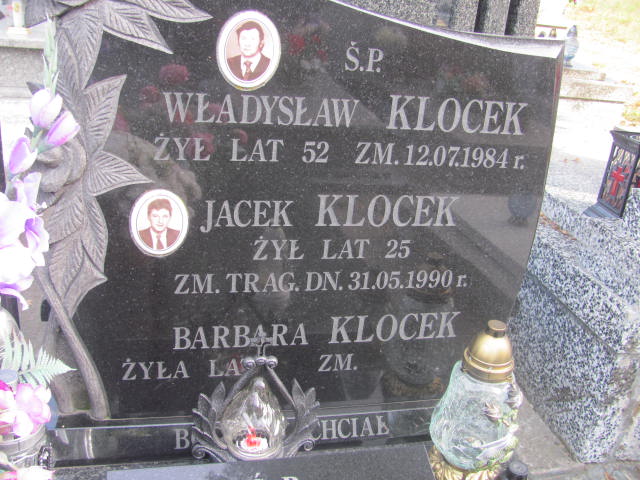 Ś.P.
WŁADYSŁAW KLOCEK
ŻYŁ LAT 52 ZM. 12.07.1984 r.
JACEK KLOCEK
ŻYŁ LAT 25
ZM. TRAG. DN. 31.05.1990 r.
BARBARA KLOCEK
ŻYŁA ZM.